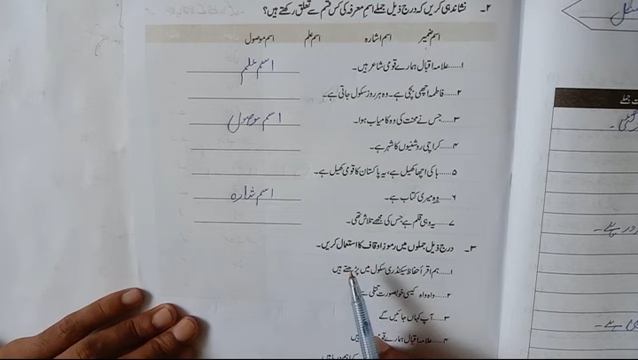 ۲۔ نشاندہی کریں کہ درج ذیل جملے اسمِ معرفہ کی کس قسم سے تعلق رکھتے ہیں؟
اسم ضمیر اسم اشارہ اسم علم اسم موصول
۱.....علامہ اقبال ہمارے قومی شاعر ہیں۔ اسم علم
۲.....فاطمہ اچھی بچی ہے۔ وہ ہر روز سکول جاتی ہے۔
۳.....جس نے محنت کی وہ کامیاب ہوا۔ اسم موصول
۴۔ کراچی روشنیوں کا شہر ہے۔
۵۔ ہاکی اچھا کھیل ہے، یہ پاکستان کا قومی کھیل ہے۔
۶۔ وہ میری کتاب ہے۔ اسم شارہ
۷۔ یہ وہی قلم ہے جس کی مجھے تلاش تھی۔
۳۔ درج ذیل جملوں میں رموز اوقاف کا استعمال کریں۔
۱.....ہم اقرأ حفاظ سیکنڈری سکول میں پڑھتے ہیں
۲.....واہ واہ کیسی خوبصورت تتلی ہے
۳.....آپ کہاں جائیں گے
۴.....علامہ اقبال ہمارے ہیں